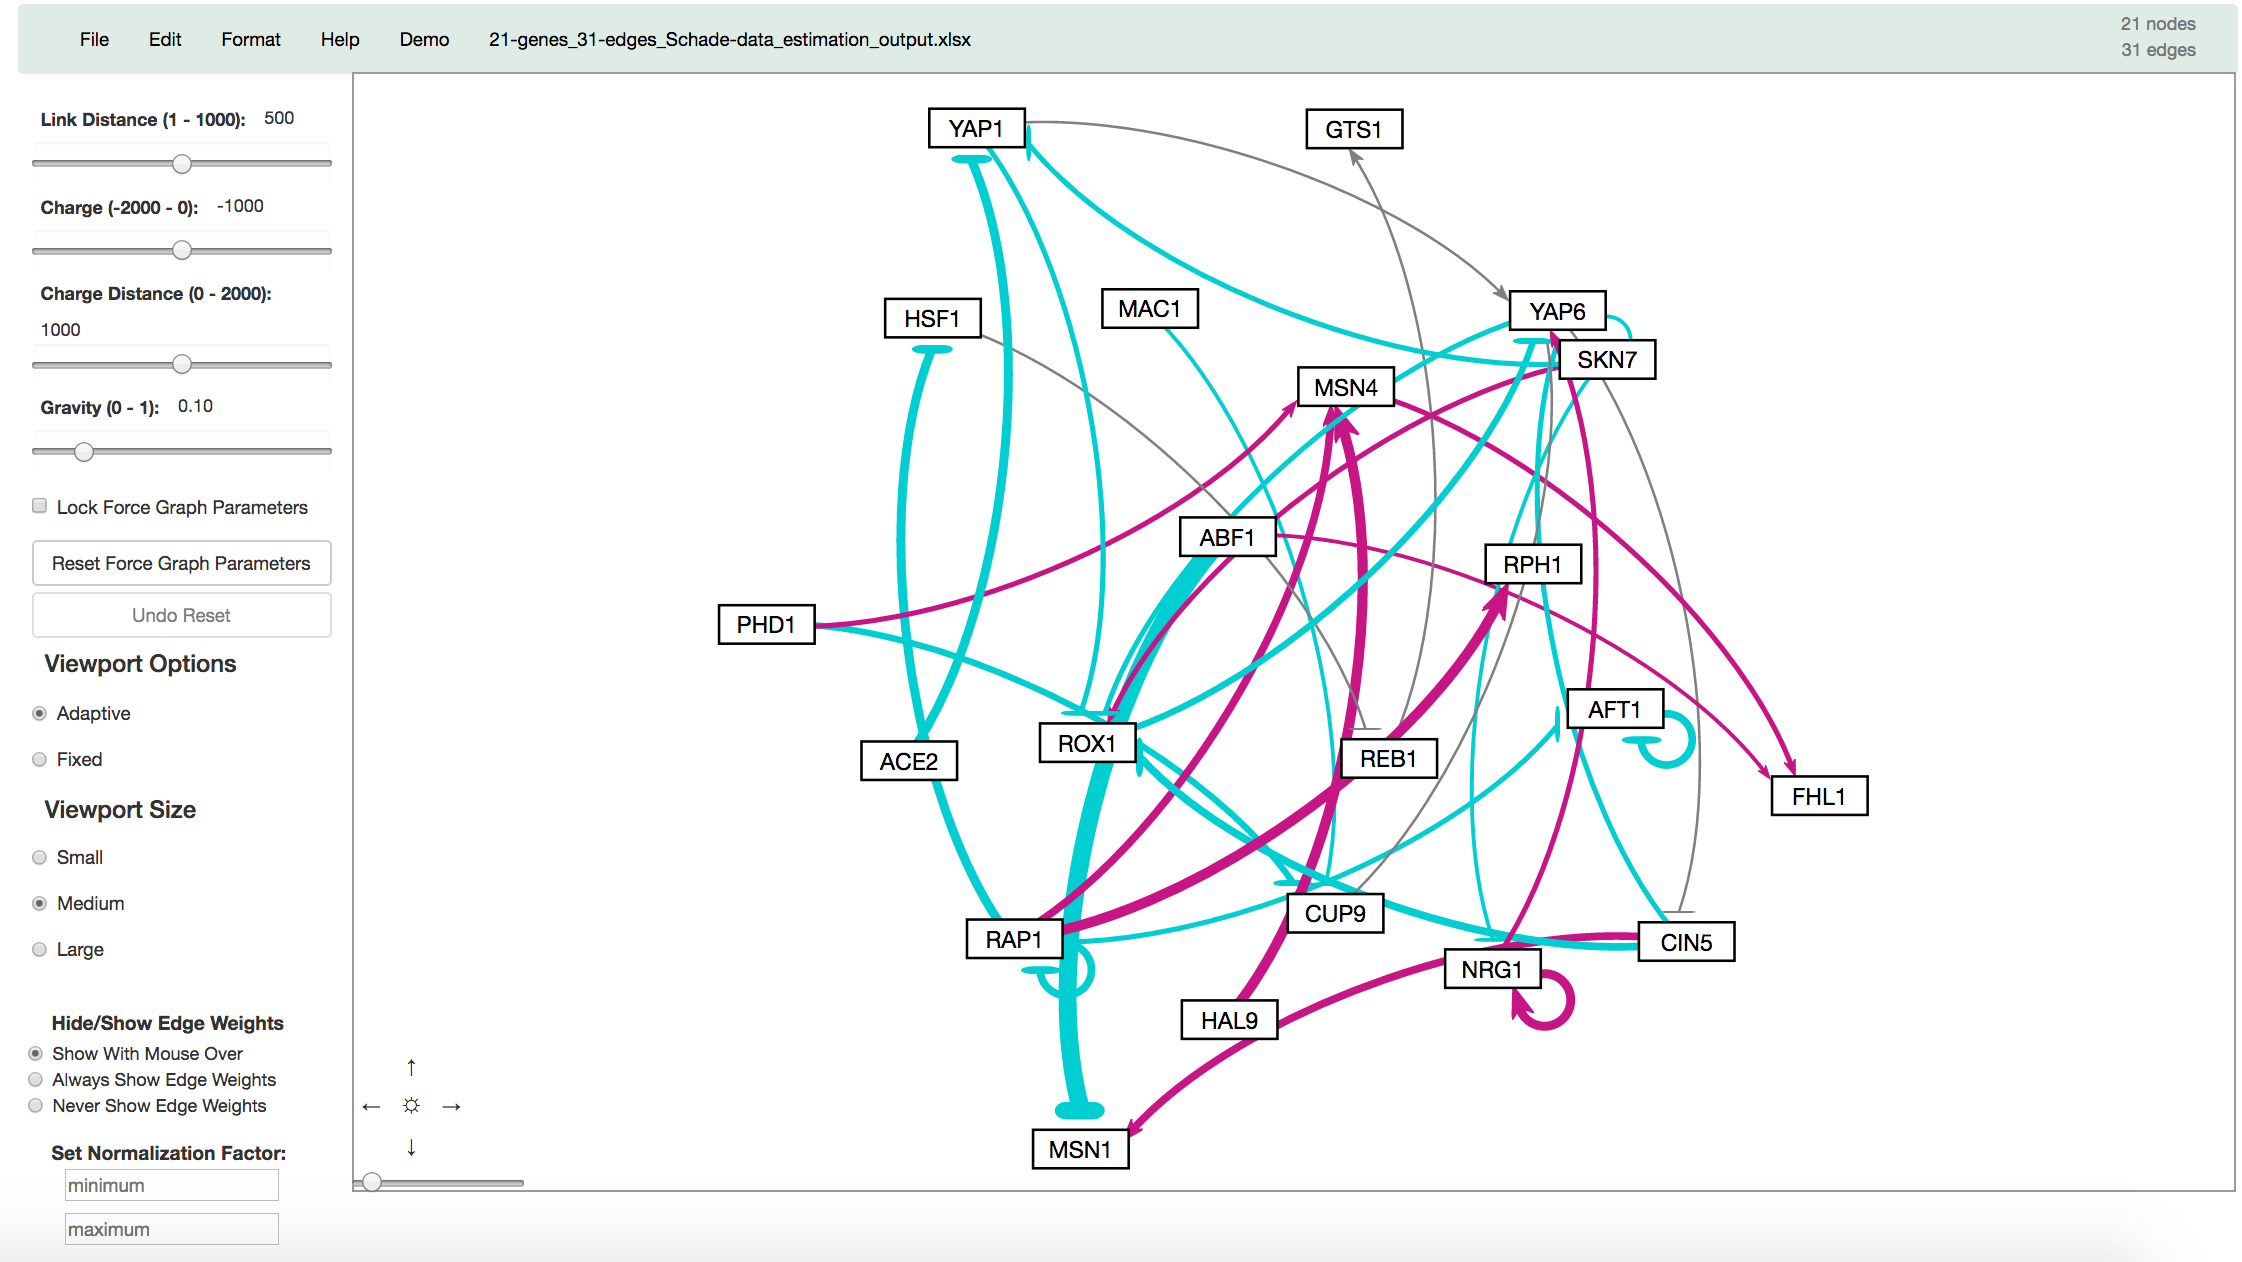 File Edit Format Help Demo 21-genes_31-edges_Schade-data_estimation_output.xlsx
21 nodes
31 edges
Link Distance (1 - 1000): 500
Charge (-2000 - 0): -1000
Charge Distance (0 - 2000):
1000
Gravity (0 - 1): 0.10
Lock Force Graph Parameters
Reset Force Graph Parameters
Undo Reset
Viewport Options
Adaptive
Fixed
Viewport Size
Small
Medium
Large
Hide/Show Edge Weights
Show With Mouse Over
Always Show Edge Weights
Never Show Edge Weights
Set Normalization Factor:
minimum
maximum
YAP1
GTS1
HSF1
MAC1
YAP6
SKN7
MSN4
ABF1
RPH1
PHD1
AFT1
ROX1
ACE2
REB1
FHL1
CUP9
RAP1
CIN5
NRG1
HAL9
MSN1